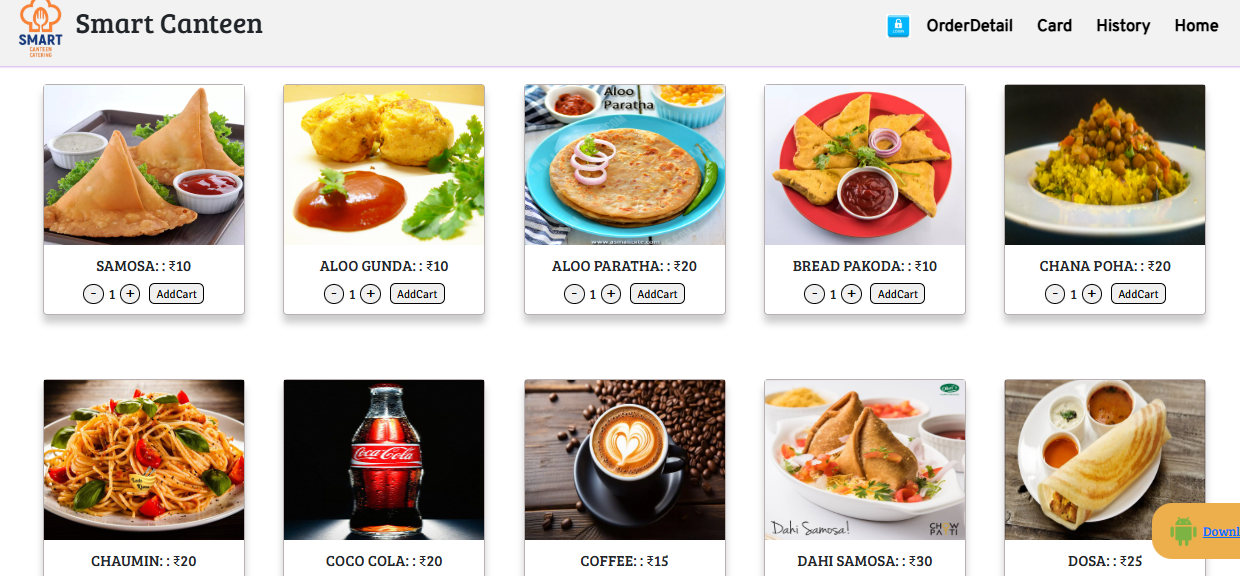 SMART
CANTEEN
CATERING
Smart Canteen
LOGIN
OrderDetail
Card
History
Home
Aloo
Paratha
SAMOSA: : ₹10
ALOO GUNDA: : ₹10
ALOO PARATHA: : ₹20
BREAD PAKODA: : ₹10
CHANA POHA: : ₹20
- 1 + AddCart
- 1 + AddCart
- 1 + AddCart
- 1 + AddCart
- 1 + AddCart
Coca-Cola
Dahi Samosa!
CHOW
PATI
Downl
CHAUMIN: : ₹20
COCO COLA: : ₹20
COFFEE: : ₹15
DAHI SAMOSA: : ₹30
DOSA: : ₹25